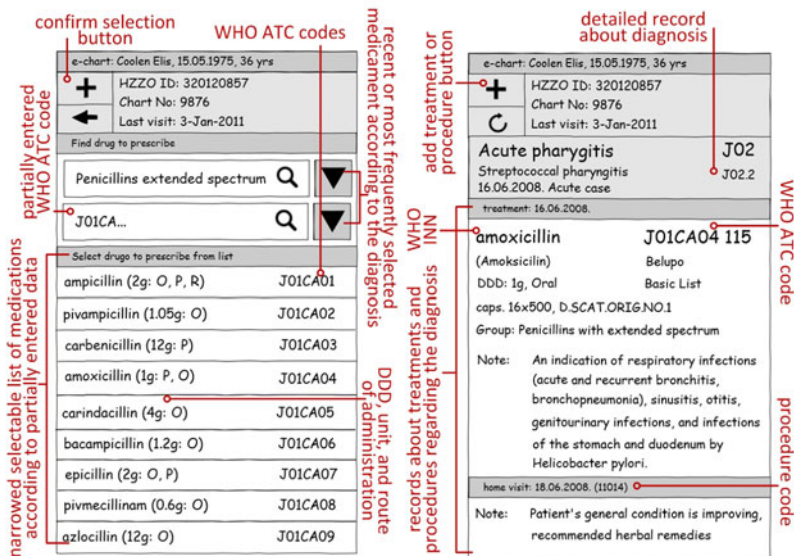 confirm selection
button
WHO ATC codes
recent or most frequently selected
medicament according to the diagnosis
partially entered
WHO ATC code
e-chart: Coolen Elis, 15.05.1975, 36 yrs
+
HZZO ID: 320120857
Chart No: 9876
Last visit: 3-Jan-2011
Find drug to prescribe
Penicillins extended spectrum
J01CA...
Select drugo to prescribe from list
ampicillin (2g: O, P, R) J01CA01
pivampicillin (1.05g: O) J01CA02
carbenicillin (12g: P) J01CA03
amoxicillin (1g: P, O) J01CA04
carindacillin (4g: O) J01CA05
bacampicillin (1.2g: O) J01CA06
epicillin (2g: O, P) J01CA07
pivmecillinam (0.6g: O) J01CA08
azlocillin (12g: O) J01CA09
narrowed selectable list of medications
according to partially entered data
DDD, unit, and route
of administration
add treatment or
procedure button
detailed record
about diagnosis
e-chart: Coolen Elis, 15.05.1975, 36 yrs
+
HZZO ID: 320120857
Chart No: 9876
Last visit: 3-Jan-2011
Acute pharygitis J02
Streptococcal pharyngitis J02.2
16.06.2008. Acute case
treatment: 16.06.2008.
amoxicillin J01CA04 115
(Amoksicilin) Belupo
DDD: 1g, Oral Basic List
caps. 16x500, D.SCAT.ORIG.NO.1
Group: Penicillins with extended spectrum
Note: An indication of respiratory infections
(acute and recurrent bronchitis,
bronchopneumonia), sinusitis, otitis,
genitourinary infections, and infections
of the stomach and duodenum by
Helicobacter pylori.
home visit: 18.06.2008. (11014)
Note: Patient's general condition is improving,
recommended herbal remedies
WHO
INN
records about treatments and
procedures regarding the diagnosis
WHO ATC code
procedure code